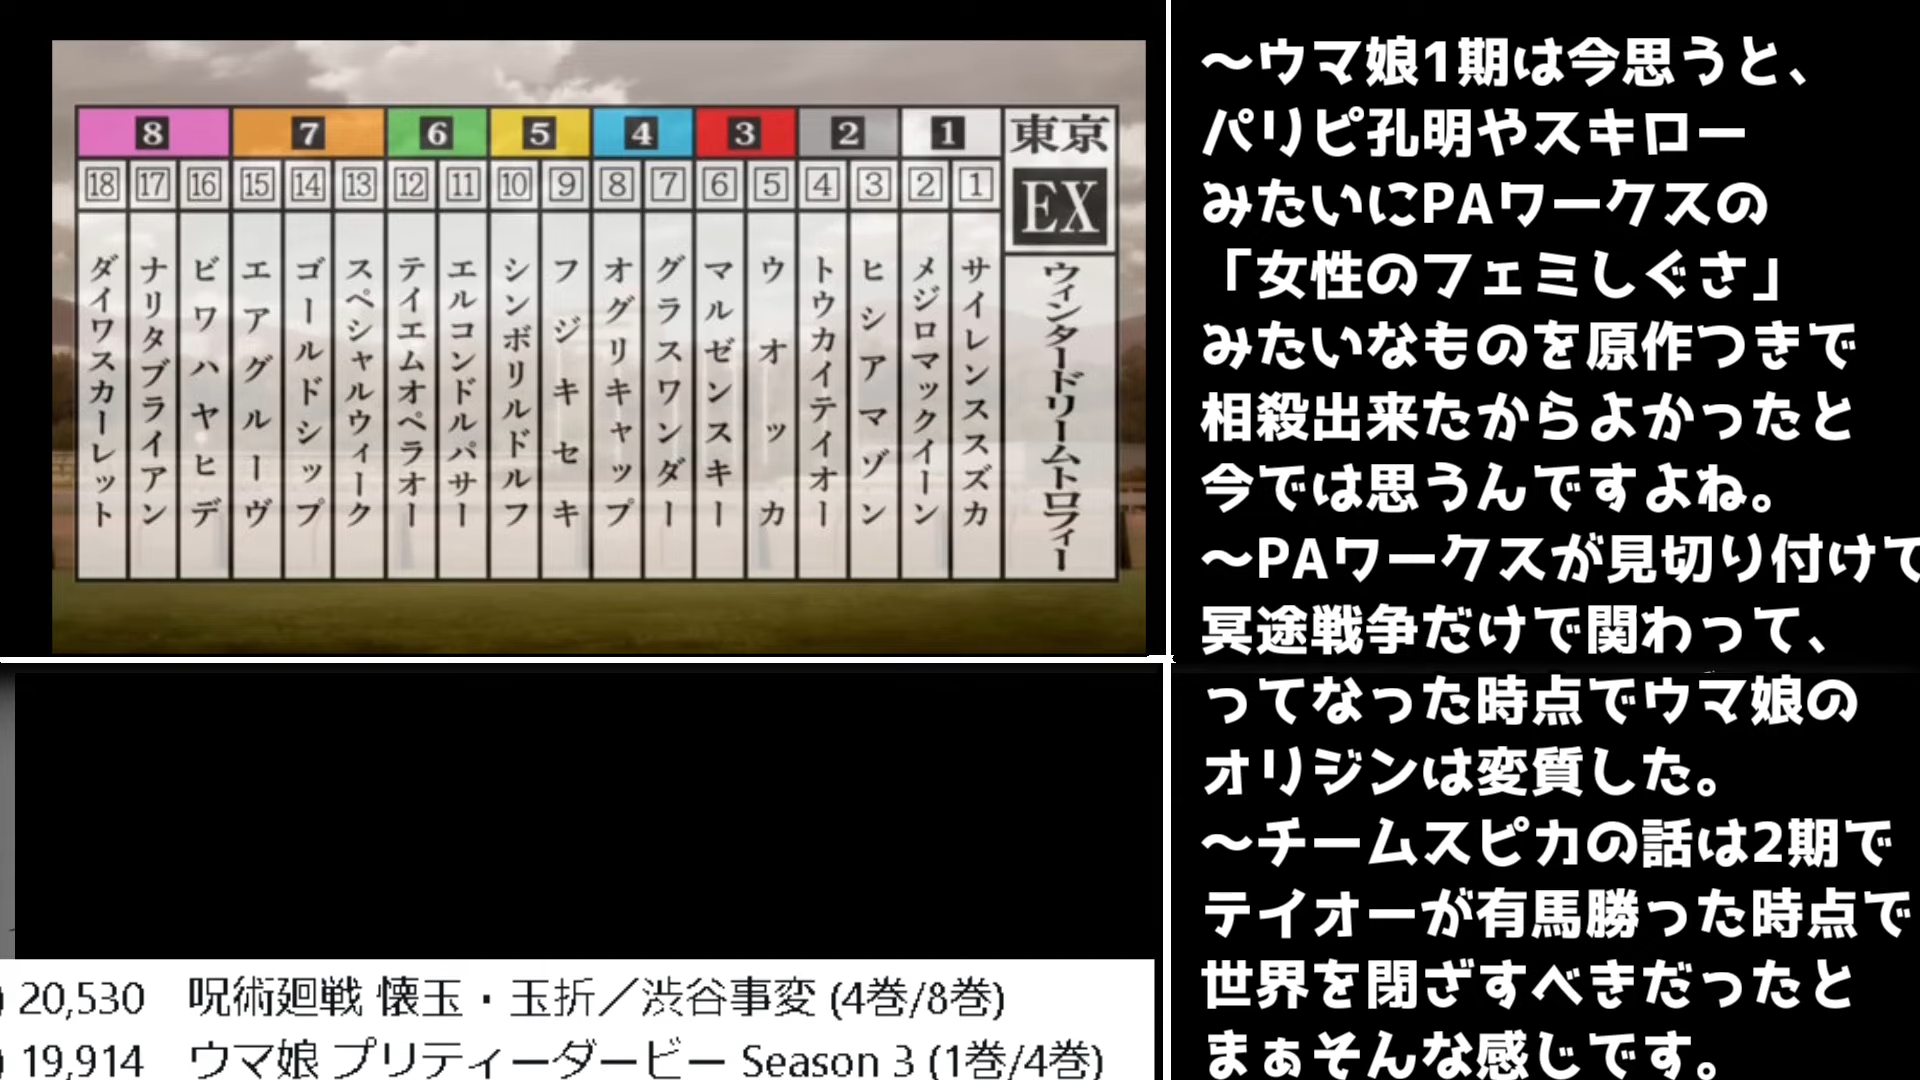 東京
EX
ウィンタードリームトロフィー
1 2 3 4 5 6 7 8
1 サイレンススズカ
2 メジロマックイーン
3 ヒシアマゾン
4 トウカイテイオー
5 ウオッカ
6 マルゼンスキー
7 グラスワンダー
8 オグリキャップ
9 フジキセキ
10 シンボリルドルフ
11 エルコンドルパサー
12 テイエムオペラオー
13 スペシャルウィーク
14 ゴールドシップ
15 エアグルーヴ
16 ビワハヤヒデ
17 ナリタブライアン
18 ダイワスカーレット
～ウマ娘1期は今思うと、
パリピ孔明やスキロー
みたいにPAワークスの
「女性のフェミしぐさ」
みたいなものを原作つきで
相殺出来たからよかったと
今では思うんですよね。
～PAワークスが見切り付けて
冥途戦争だけで関わって、
ってなった時点でウマ娘の
オリジンは変質した。
～チームスピカの話は2期で
テイオーが有馬勝った時点で
世界を閉ざすべきだったと
まぁそんな感じです。
) 20,530 呪術廻戦 懐玉・玉折／渋谷事変 (4巻/8巻)
) 19,914 ウマ娘 プリティーダービー Season 3 (1巻/4巻)